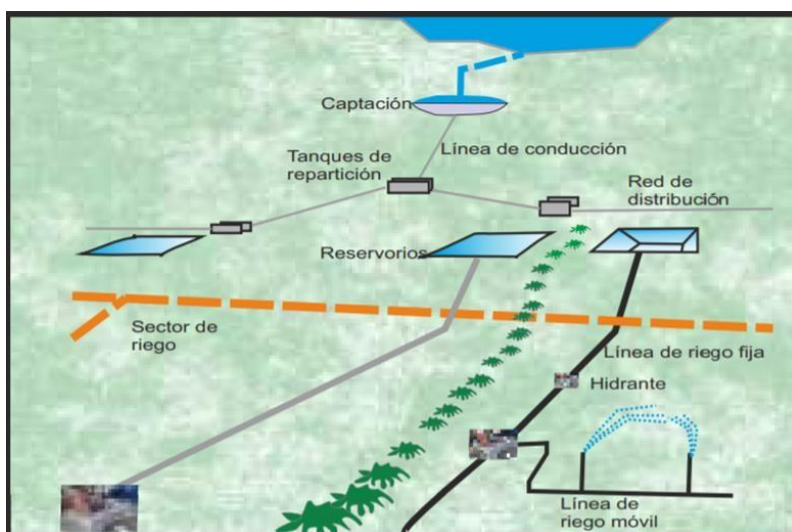 Captación
Línea de conducción
Tanques de
repartición
Red de
distribución
Reservorios
Sector de
riego
Línea de riego fija
Hidrante
Línea de
riego móvil